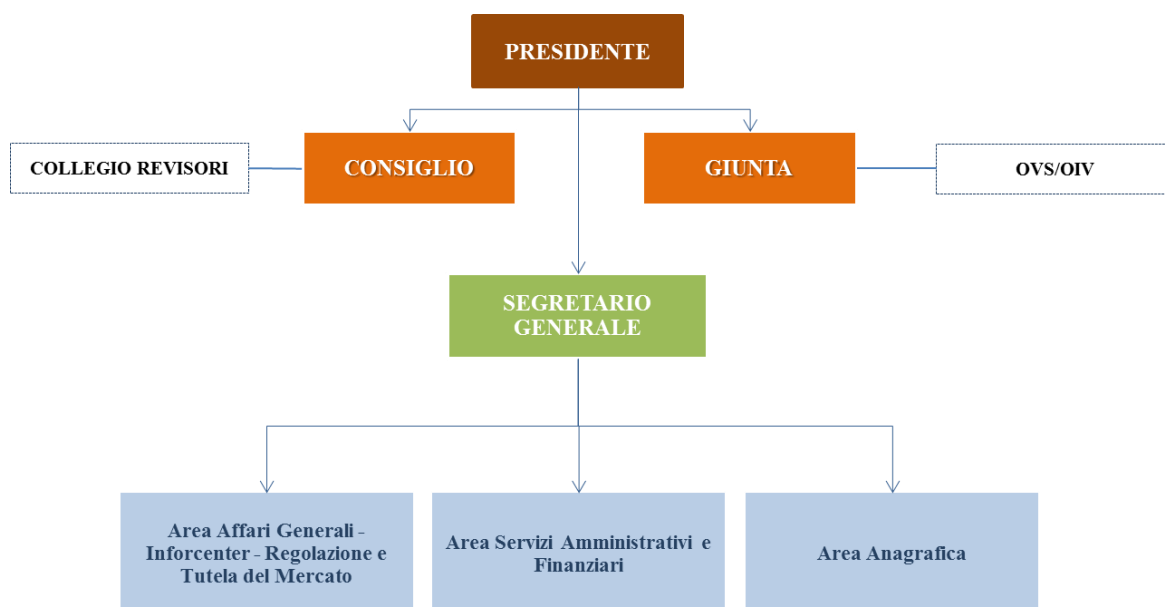 PRESIDENTE
COLLEGIO REVISORI
CONSIGLIO
GIUNTA
OVS/OIV
SEGRETARIO
GENERALE
Area Affari Generali -
Inforcenter - Regolazione e
Tutela del Mercato
Area Servizi Amministrativi e
Finanziari
Area Anagrafica